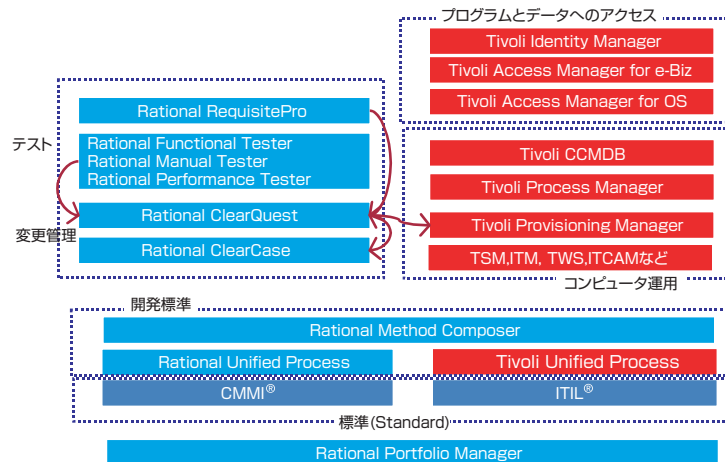 プログラムとデータへのアクセス
Tivoli Identity Manager
Tivoli Access Manager for e-Biz
Tivoli Access Manager for OS
テスト
Rational RequisitePro
Rational Functional Tester
Rational Manual Tester
Rational Performance Tester
Rational ClearQuest
変更管理
Rational ClearCase
Tivoli CCMDB
Tivoli Process Manager
Tivoli Provisioning Manager
TSM,ITM, TWS,ITCAMなど
コンピュータ運用
開発標準
Rational Method Composer
Rational Unified Process
Tivoli Unified Process
CMMI®
ITIL®
標準(Standard)
Rational Portfolio Manager